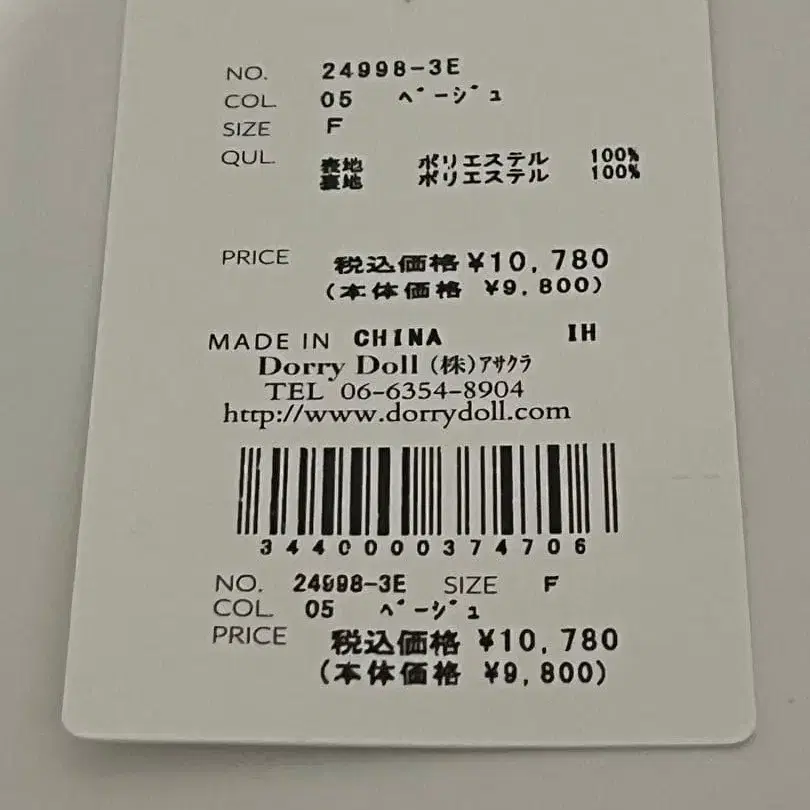 NO. 24998-3E
COL. 05 ベージュ
SIZE F
QUL. 表地 ポリエステル 100%
裏地 ポリエステル 100%
PRICE 税込価格 ¥10,780
(本体価格 ¥9,800)
MADE IN CHINA IH
Dorry Doll (株)アサクラ
TEL 06-6354-8904
http://www.dorrydoll.com
3440000374706
NO. 24998-3E SIZE F
COL. 05 ベージュ
PRICE 税込価格 ¥10,780
(本体価格 ¥9,800)